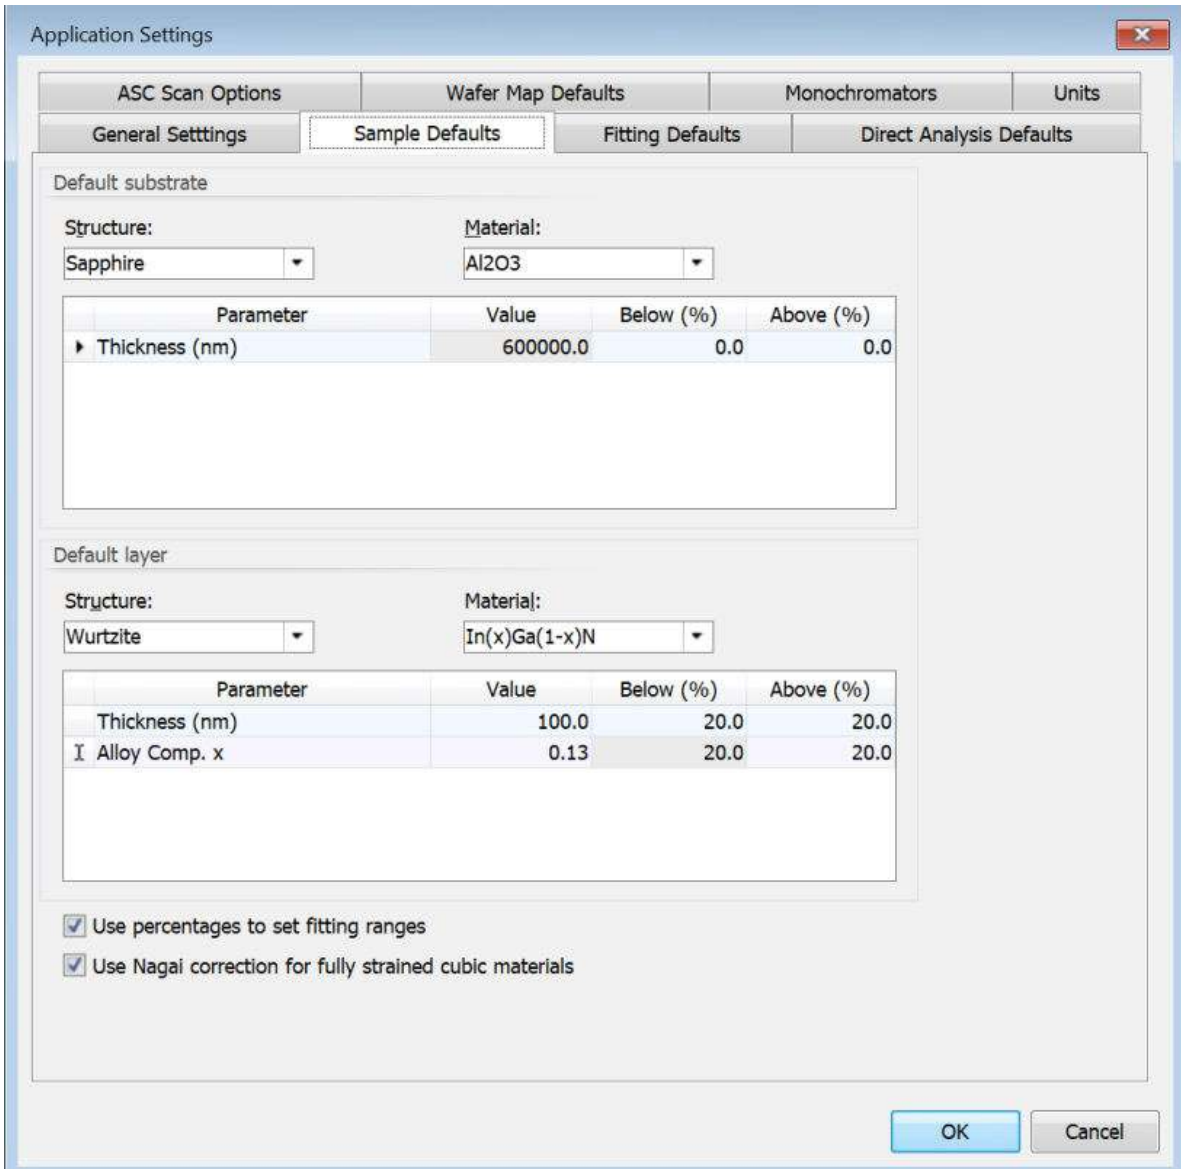 Application Settings
ASC Scan Options Wafer Map Defaults Monochromators Units
General Setttings Sample Defaults Fitting Defaults Direct Analysis Defaults
Default substrate
Structure: Material:
Sapphire Al2O3
Parameter Value Below (%) Above (%)
Thickness (nm) 600000.0 0.0 0.0
Default layer
Structure: Material:
Wurtzite In(x)Ga(1-x)N
Parameter Value Below (%) Above (%)
Thickness (nm) 100.0 20.0 20.0
Alloy Comp. x 0.13 20.0 20.0
Use percentages to set fitting ranges
Use Nagai correction for fully strained cubic materials
OK Cancel